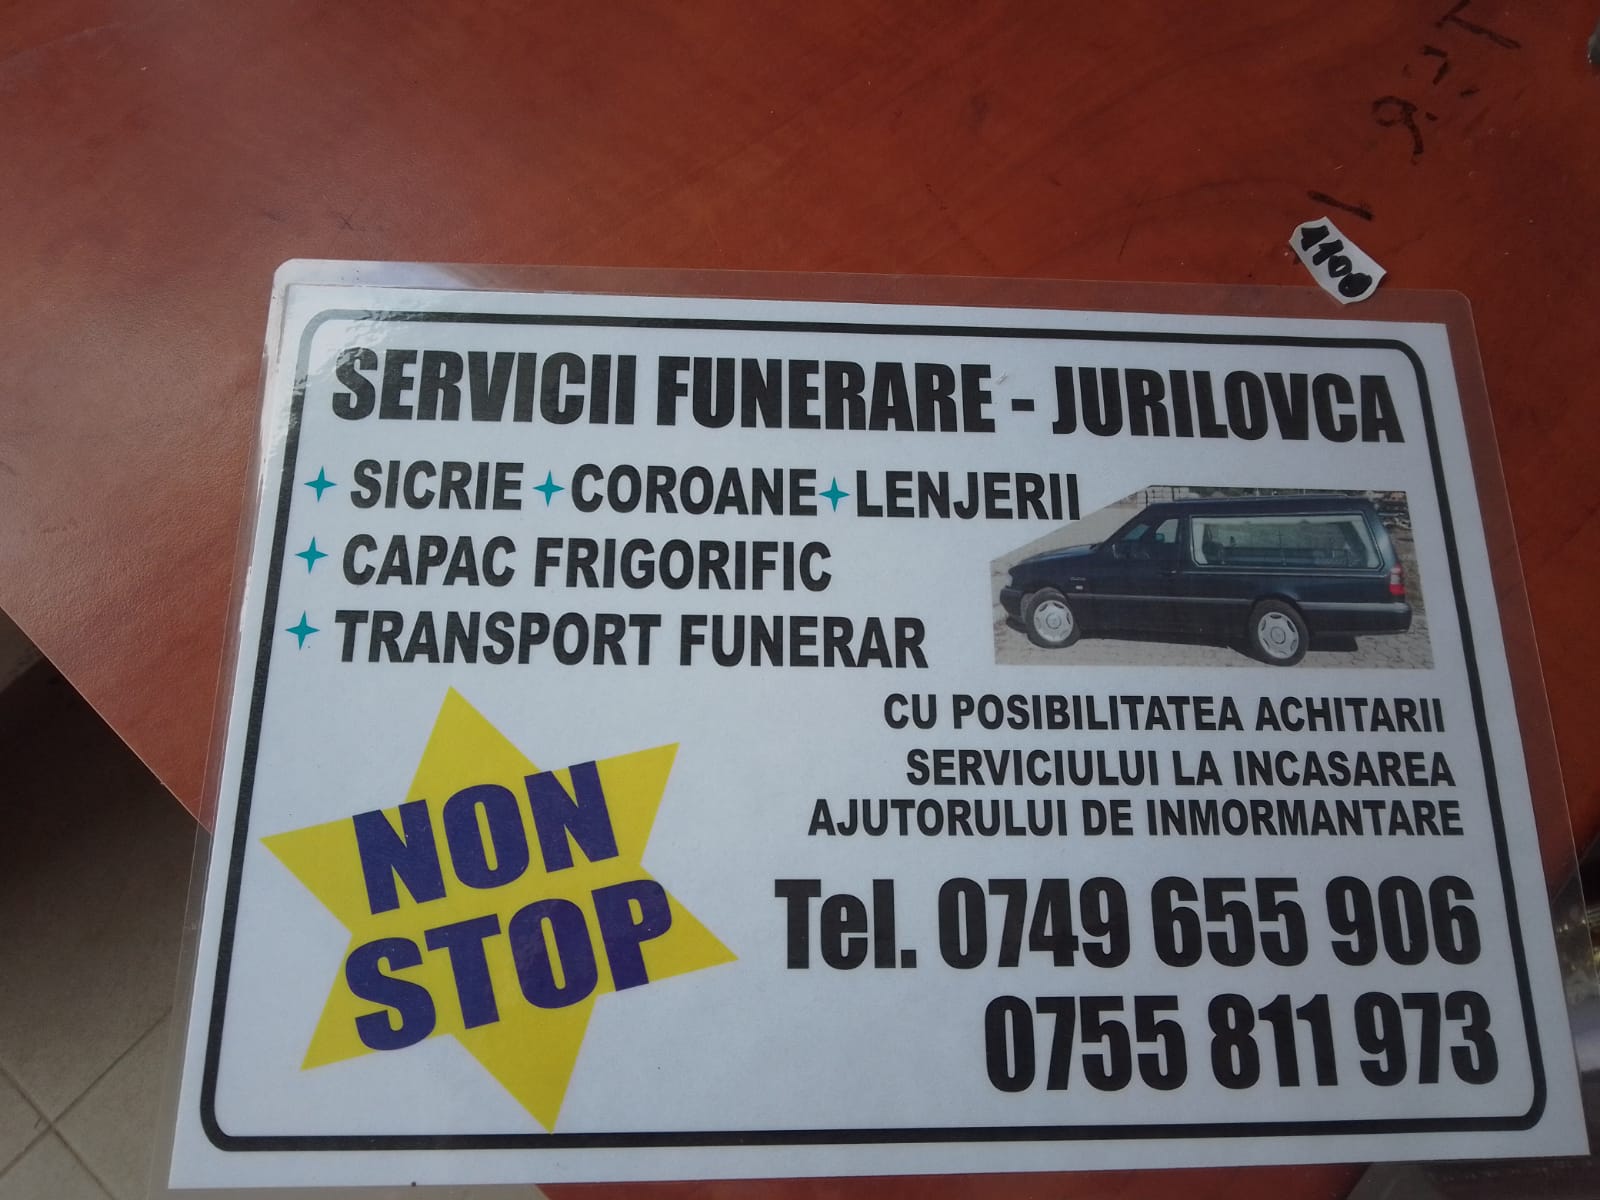 1100
SERVICII FUNERARE - JURILOVCA
SICRIE COROANE LENJERII
CAPAC FRIGORIFIC
TRANSPORT FUNERAR
CU POSIBILITATEA ACHITARII
SERVICIULUI LA INCASAREA
AJUTORULUI DE INMORMANTARE
NON
STOP
Tel. 0749 655 906
0755 811 973